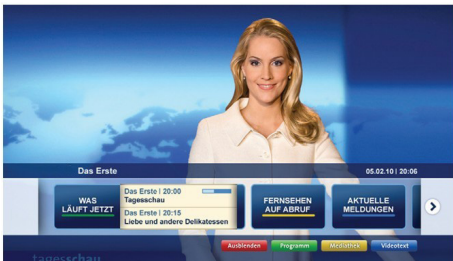 Das Erste
05.02.10 | 20:06
WAS
LÄUFT JETZT
Das Erste | 20:00
Tagesschau
Das Erste | 20:15
Liebe und andere Delikatessen
FERNSEHEN
AUF ABRUF
AKTUELLE
MELDUNGEN
Ausblenden
Programm
Mediathek
Videotext
tagesschau